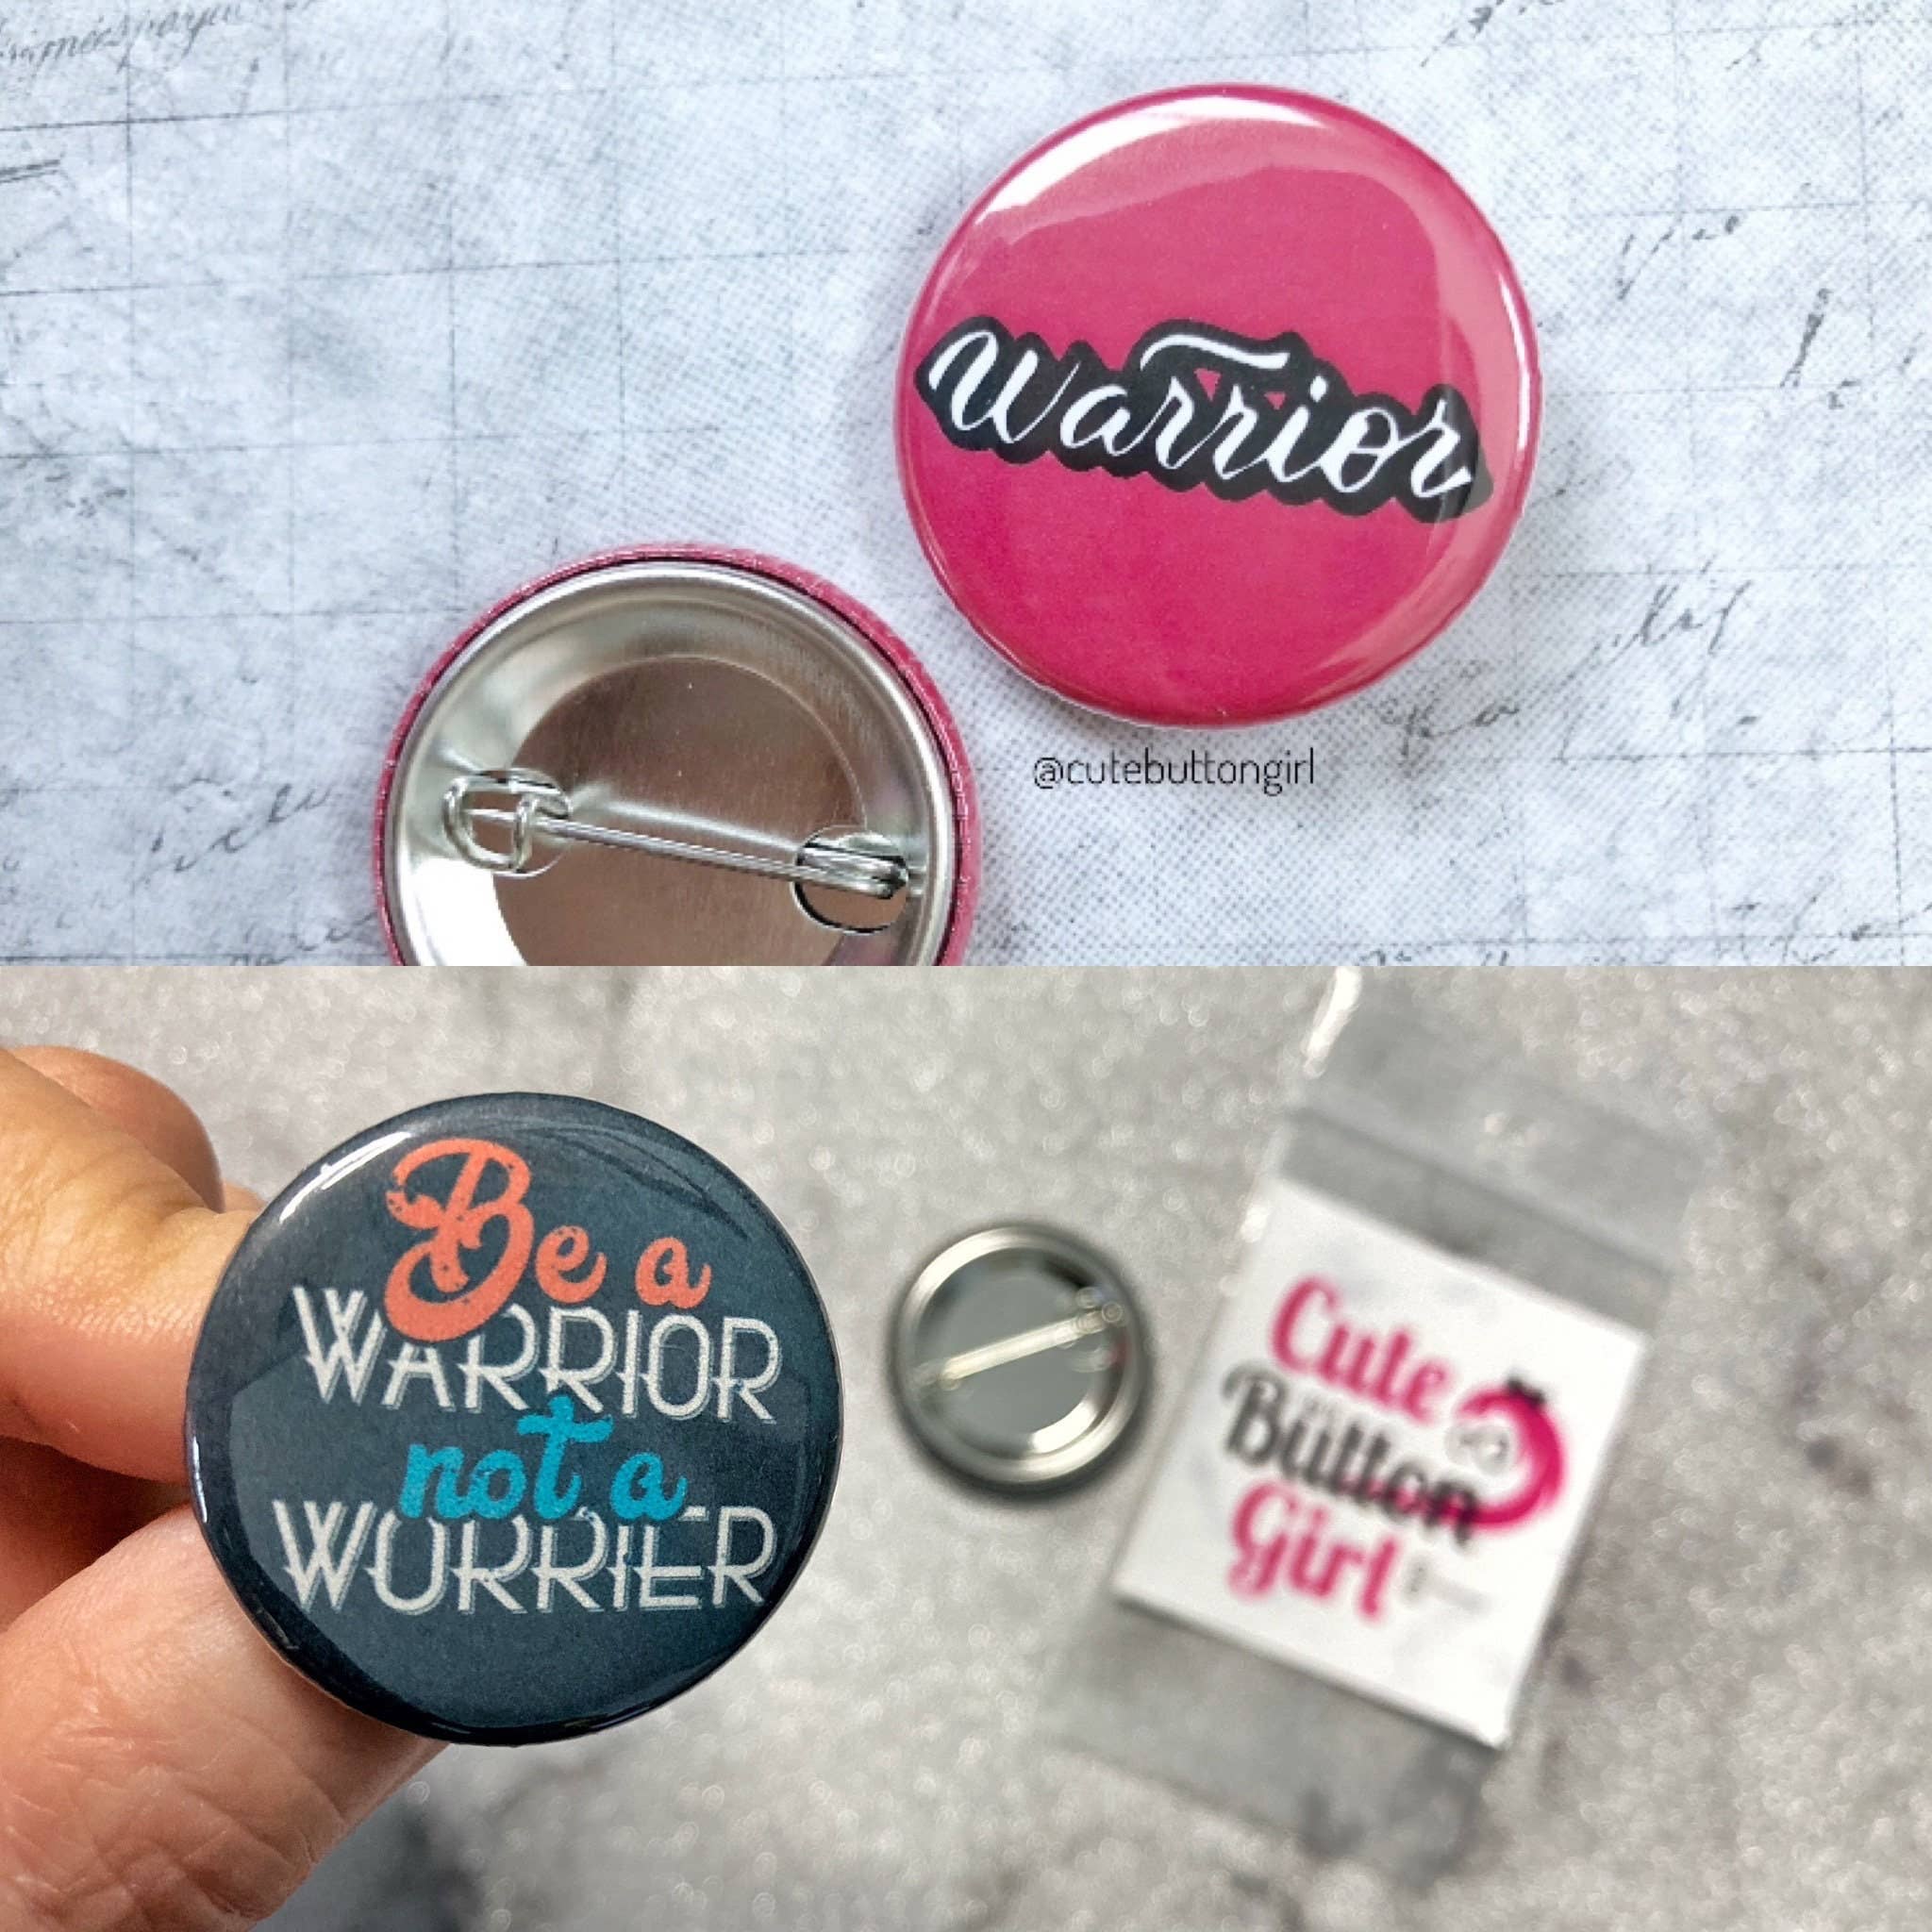 Warrior
@cutebuttongirl
Be a
WARRIOR
not a
WORRIER
Cute
Button
Girl